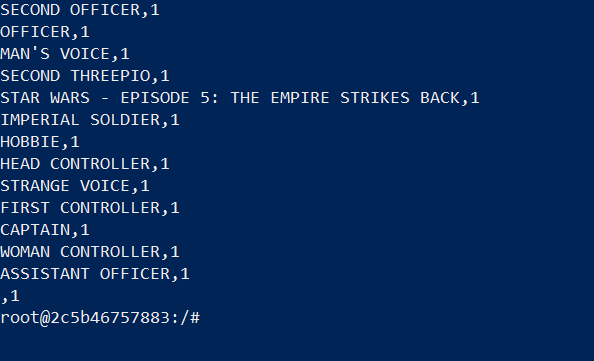 SECOND OFFICER,1
OFFICER,1
MAN'S VOICE,1
SECOND THREEPIO,1
STAR WARS - EPISODE 5: THE EMPIRE STRIKES BACK,1
IMPERIAL SOLDIER,1
HOBBIE,1
HEAD CONTROLLER,1
STRANGE VOICE,1
FIRST CONTROLLER,1
CAPTAIN,1
WOMAN CONTROLLER,1
ASSISTANT OFFICER,1
,1
root@2c5b46757883:/#